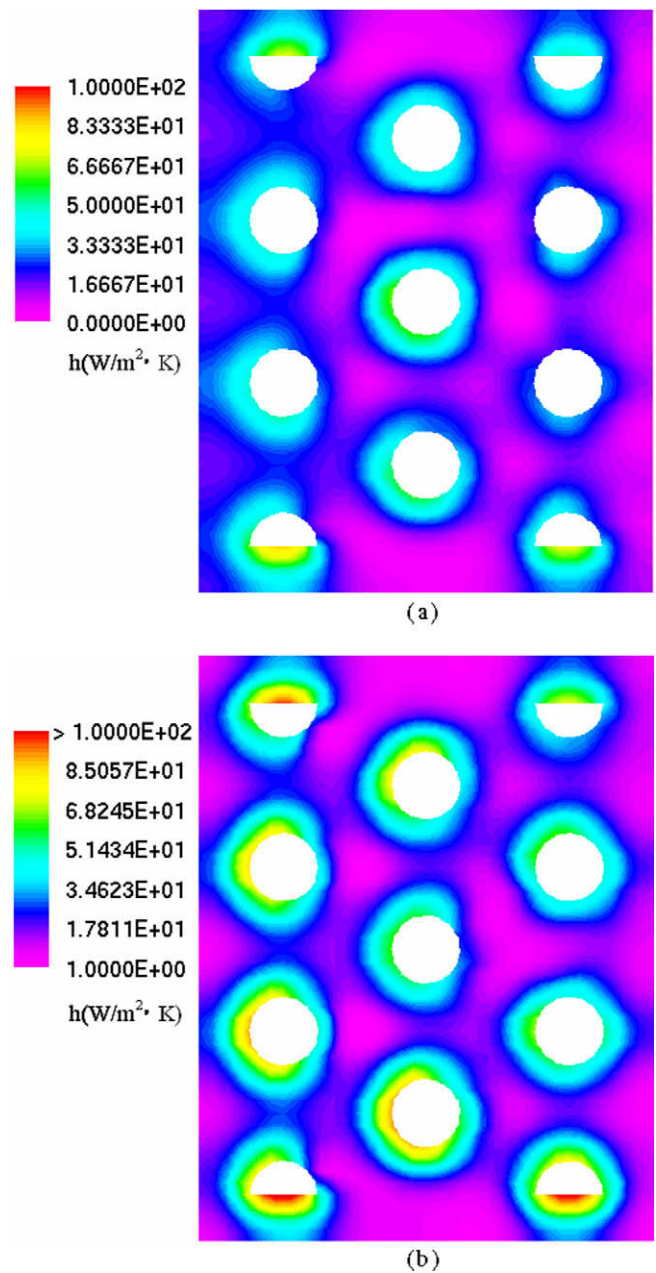 1.0000E+02
8.3333E+01
6.6667E+01
5.0000E+01
3.3333E+01
1.6667E+01
0.0000E+00
h(W/m²· K)
(a)
> 1.0000E+02
8.5057E+01
6.8245E+01
5.1434E+01
3.4623E+01
1.7811E+01
1.0000E+00
h(W/m²· K)
(b)